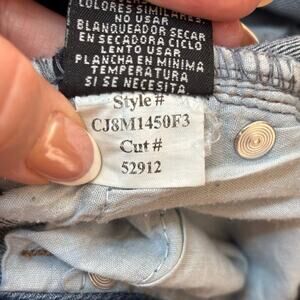 COLORES SIMILARES.
NO USAR
BLANQUEADOR SECAR
EN SECADORA CICLO
LENTO USAR
PLANCHA EN MINIMA
TEMPERATURA
SI SE NECESITA
Style #
CJ8M1450F3
Cut #
52912